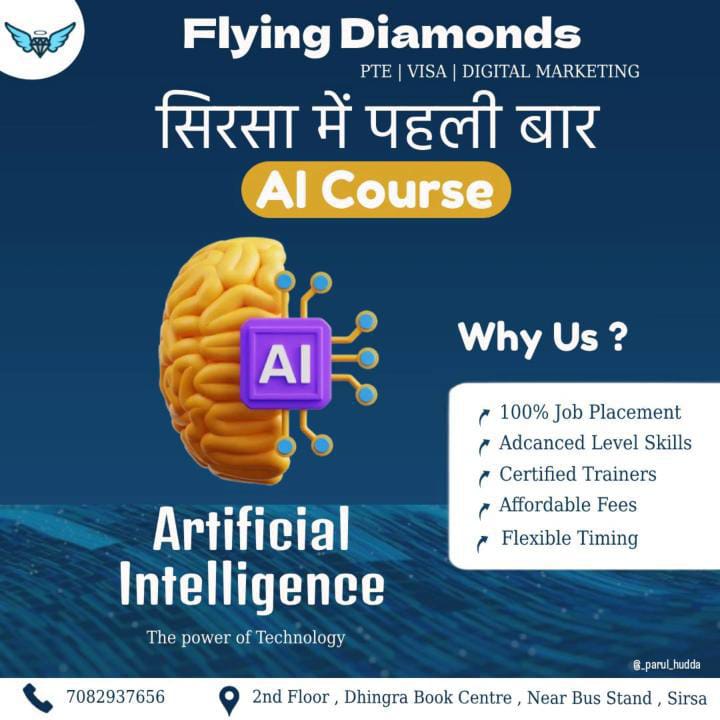 Flying Diamonds
PTE | VISA | DIGITAL MARKETING
सिरसा में पहली बार
AI Course
AI
Why Us ?
100% Job Placement
Adcanced Level Skills
Certified Trainers
Affordable Fees
Flexible Timing
Artificial
Intelligence
The power of Technology
@_parul_hudda
7082937656
2nd Floor , Dhingra Book Centre , Near Bus Stand , Sirsa